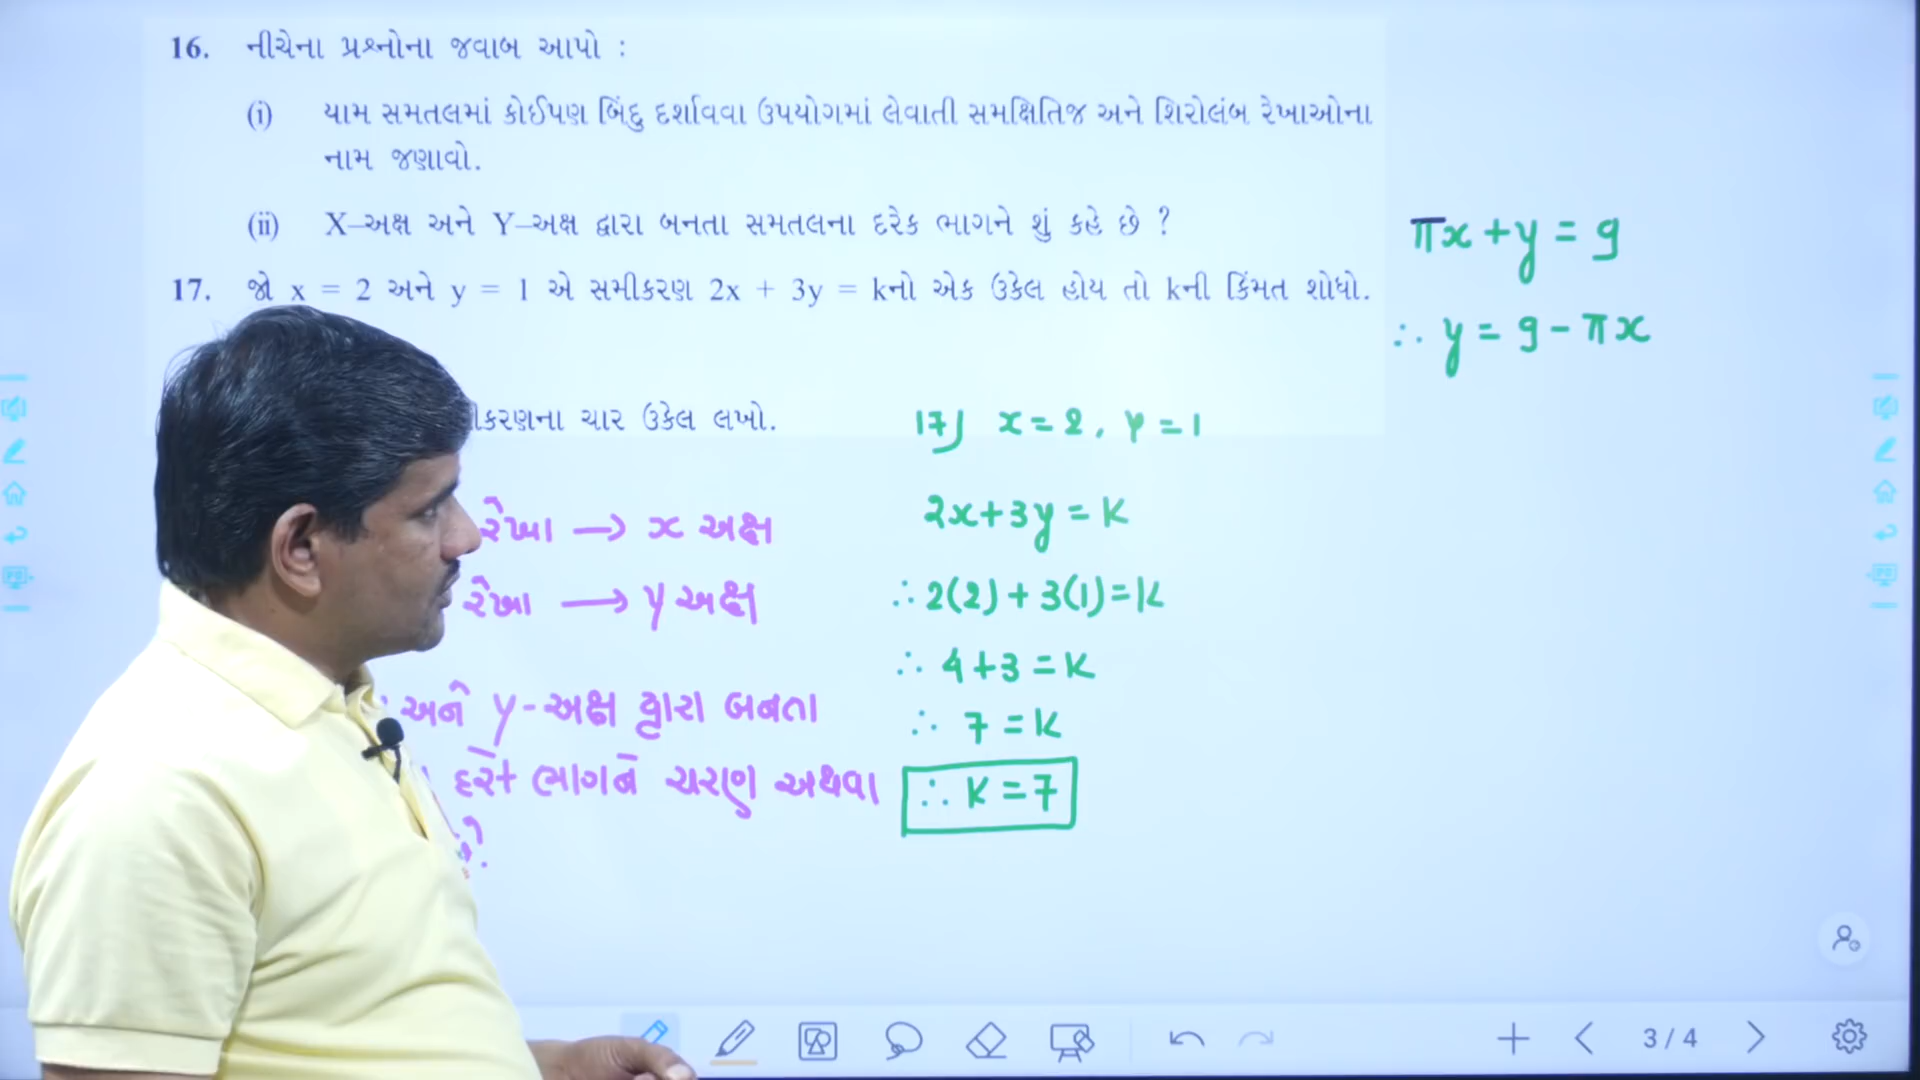 16. નીચેના પ્રશ્નોના જવાબ આપો :
(i) યામ સમતલમાં કોઈપણ બિંદુ દર્શાવવા ઉપયોગમાં લેવાતી સમક્ષિતિજ અને શિરોલંબ રેખાઓના
નામ જણાવો.
(ii) X–અક્ષ અને Y–અક્ષ દ્વારા બનતા સમતલના દરેક ભાગને શું કહે છે ?
17. જો x = 2 અને y = 1 એ સમીકરણ 2x + 3y = kનો એક ઉકેલ હોય તો kની કિંમત શોધો.
ચાર ઉકેલ લખો.
રેખા → x અક્ષ
રેખા → y અક્ષ
અને y-અક્ષ દ્વારા બનતા
ભાગને ચરણ અથવા
17) x = 2, y = 1
2x+3y = K
∴ 2(2) + 3(1) = K
∴ 4+3 = K
∴ 7 = K
∴ K = 7
πx + y = 9
∴ y = 9 - πx
3 / 4